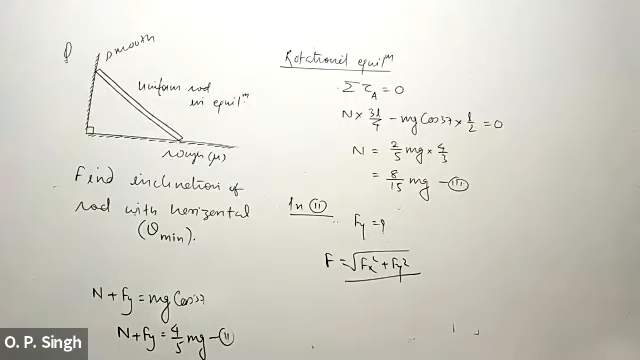 Q
smooth
Uniform rod
in equilᵐ
rough (μ)
Find inclination of
rod with horizental
(θmin).
N + Fy = mg Cos37
N + Fy = 4/5 mg – (II)
Rotational equilᵐ
Σ τA = 0
N × 3l/4 – mg Cos37 × l/2 = 0
N = 2/5 mg × 4/3
= 8/15 mg – (III)
In (II)
Fy = ?
F = √(Fx² + Fy²)
O. P. Singh